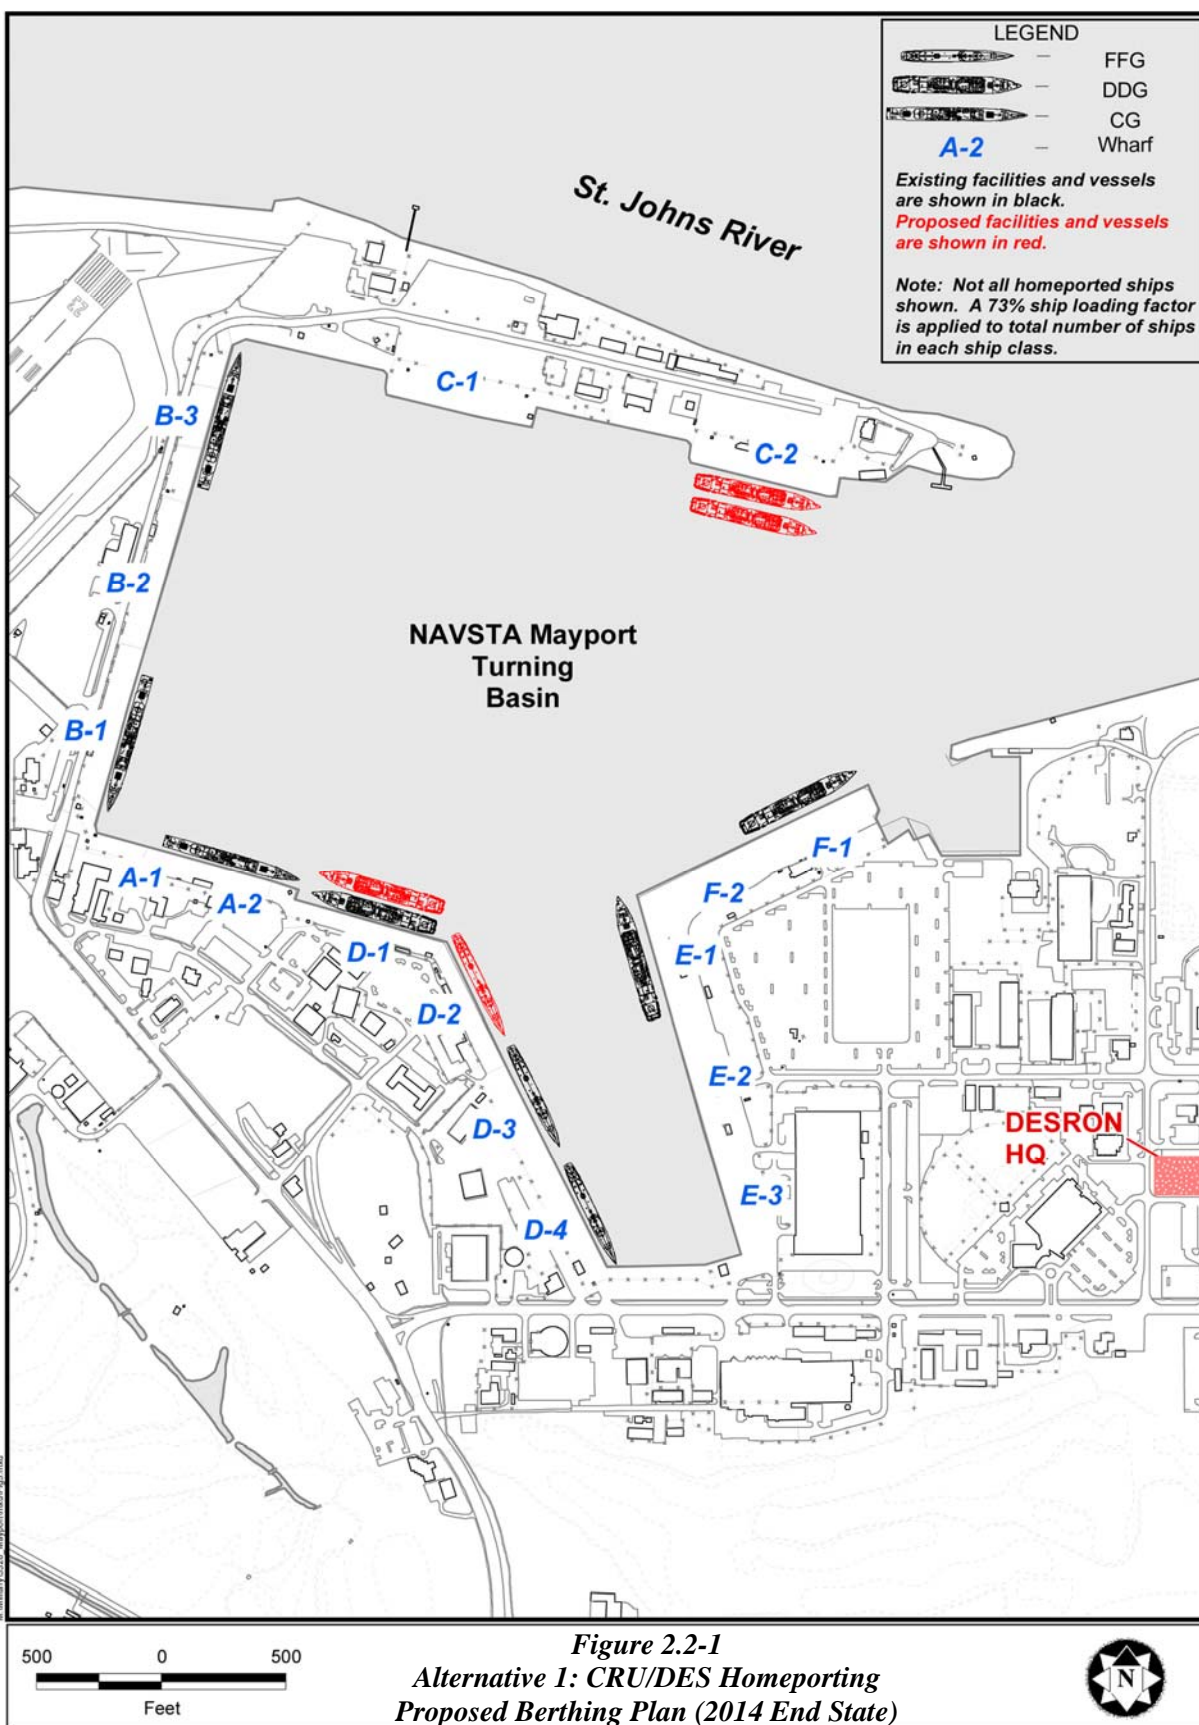 LEGEND
FFG
DDG
CG
A-2
Wharf
Existing facilities and vessels
are shown in black.
Proposed facilities and vessels
are shown in red.
Note: Not all homeported ships
shown. A 73% ship loading factor
is applied to total number of ships
in each ship class.
St. Johns River
C-1
B-3
C-2
B-2
NAVSTA Mayport
Turning
Basin
B-1
F-1
A-1
F-2
A-2
D-1
E-1
D-2
E-2
D-3
DESRON
HQ
E-3
D-4
500
0
500
Feet
Figure 2.2-1
Alternative 1: CRU/DES Homeporting
Proposed Berthing Plan (2014 End State)
N